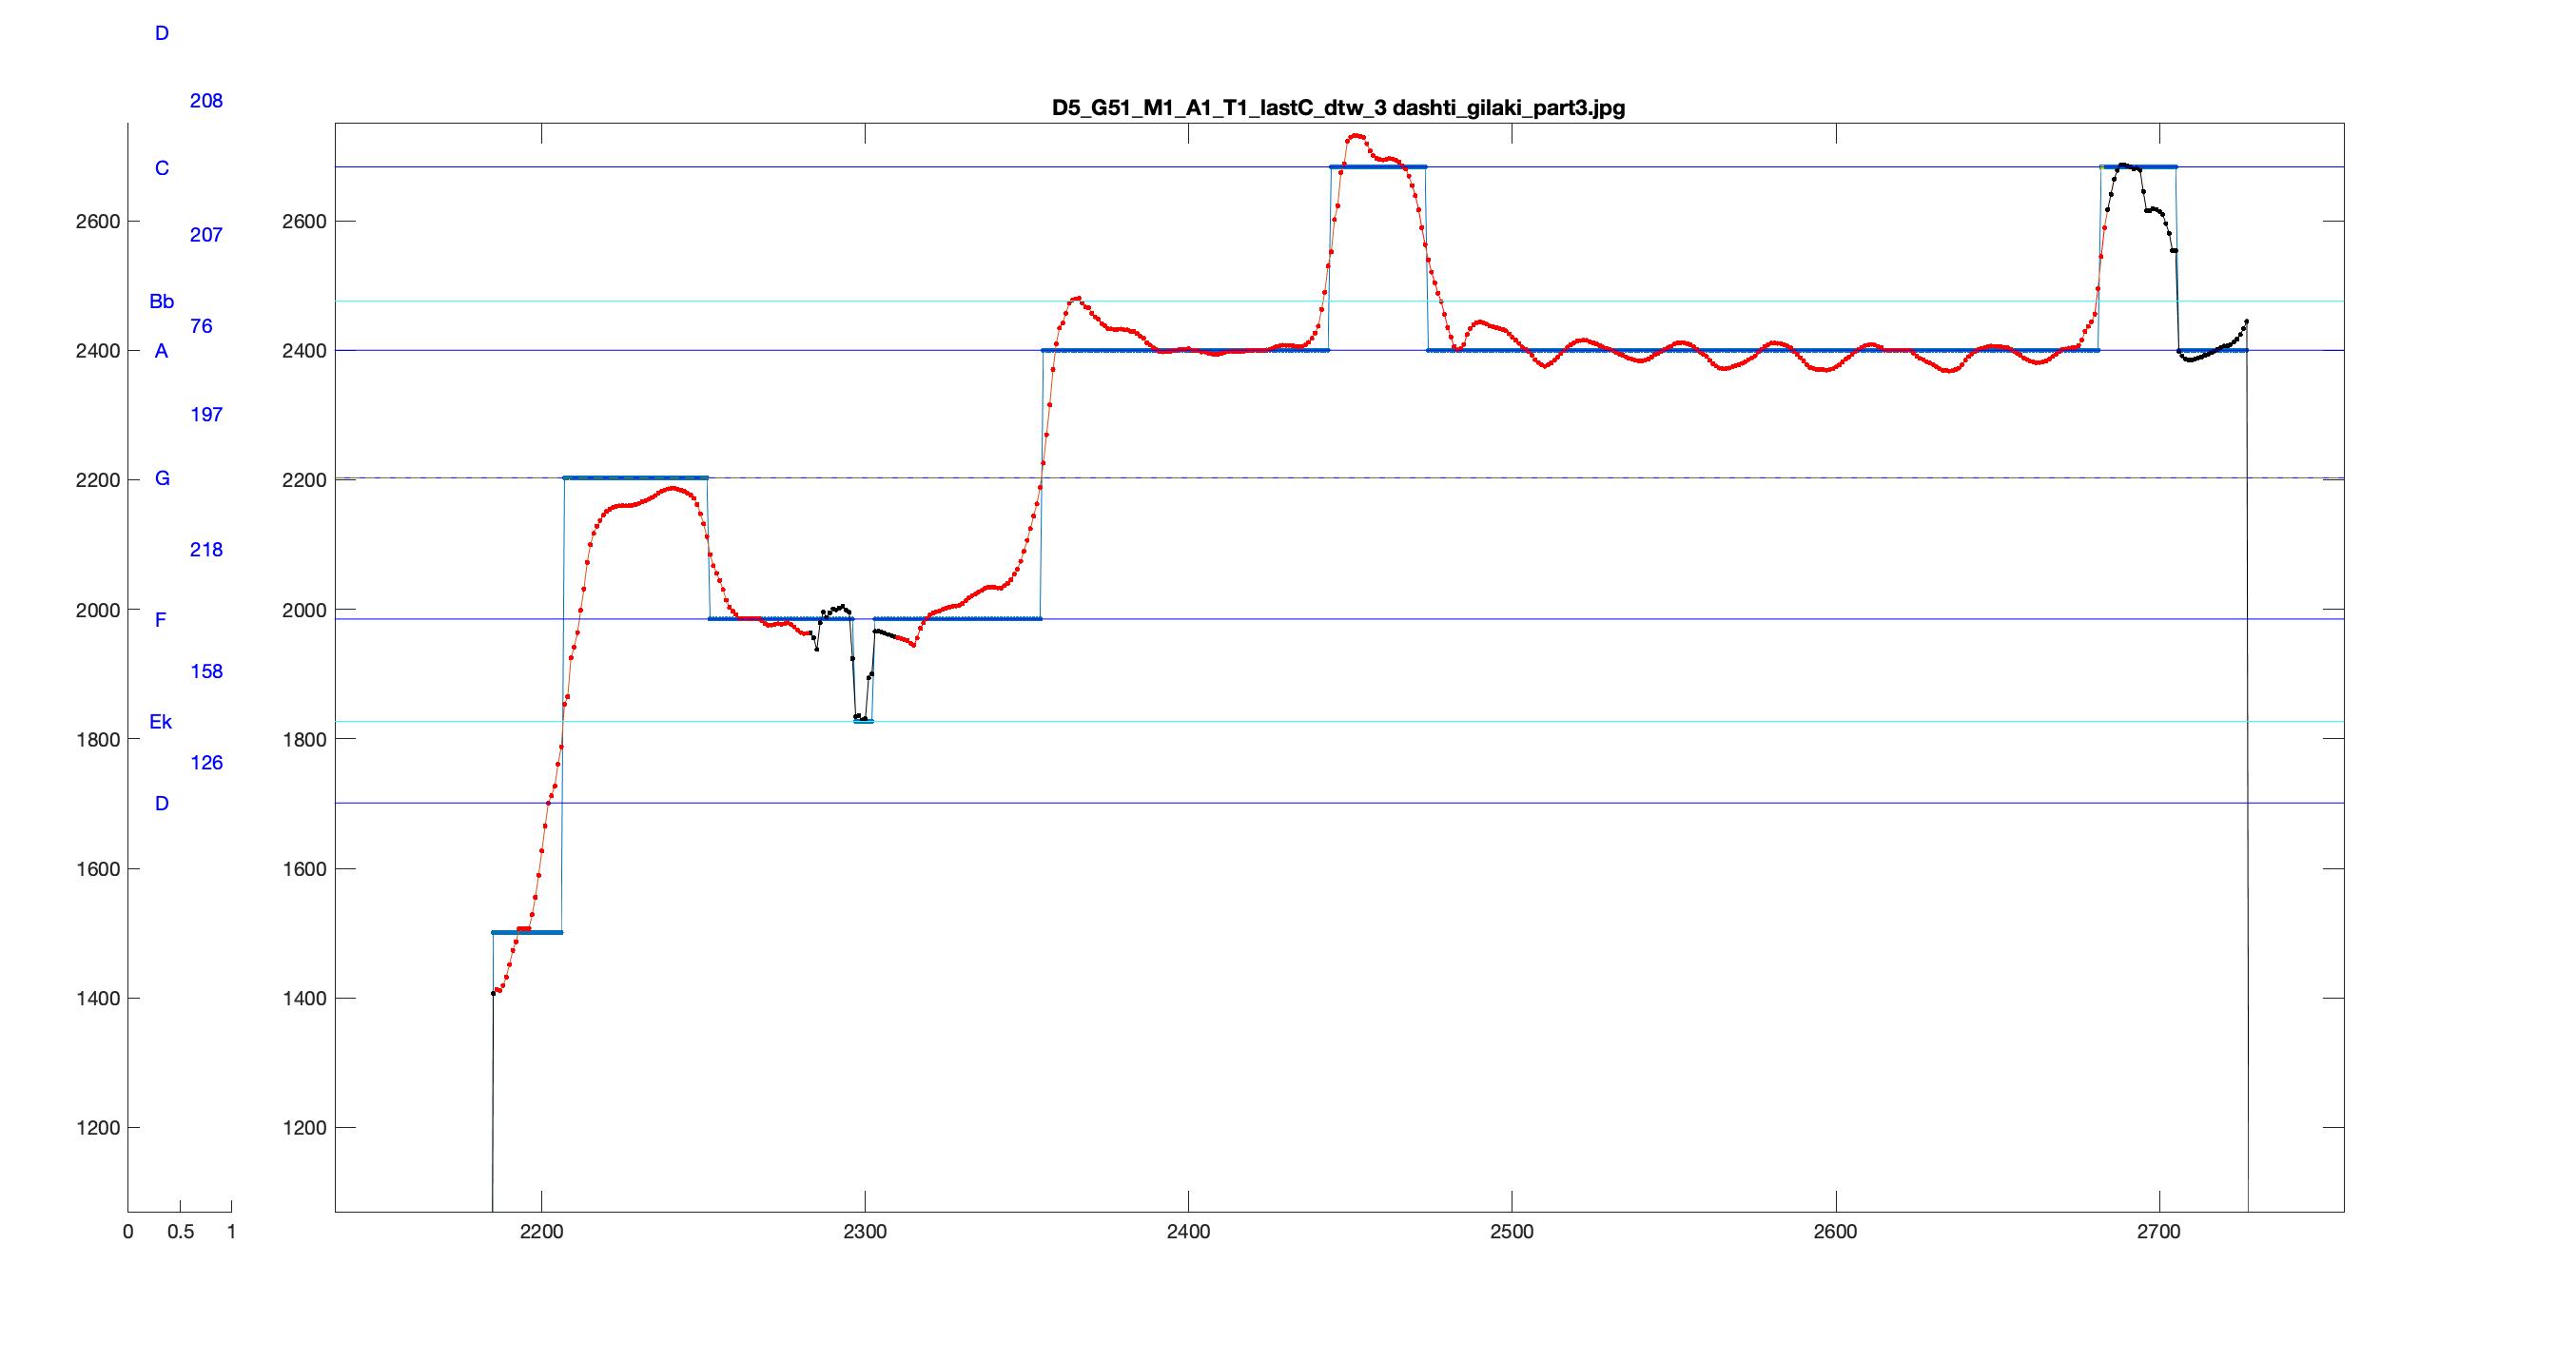 D
208
D5_G51_M1_A1_T1_lastC_dtw_3 dashti_gilaki_part3.jpg
C
2600 207 2600
Bb
76
2400 A 2400
197
2200 G 2200
218
2000 F 2000
158
Ek
1800 126 1800
D
1600 1600
1400 1400
1200 1200
0 0.5 1 2200 2300 2400 2500 2600 2700